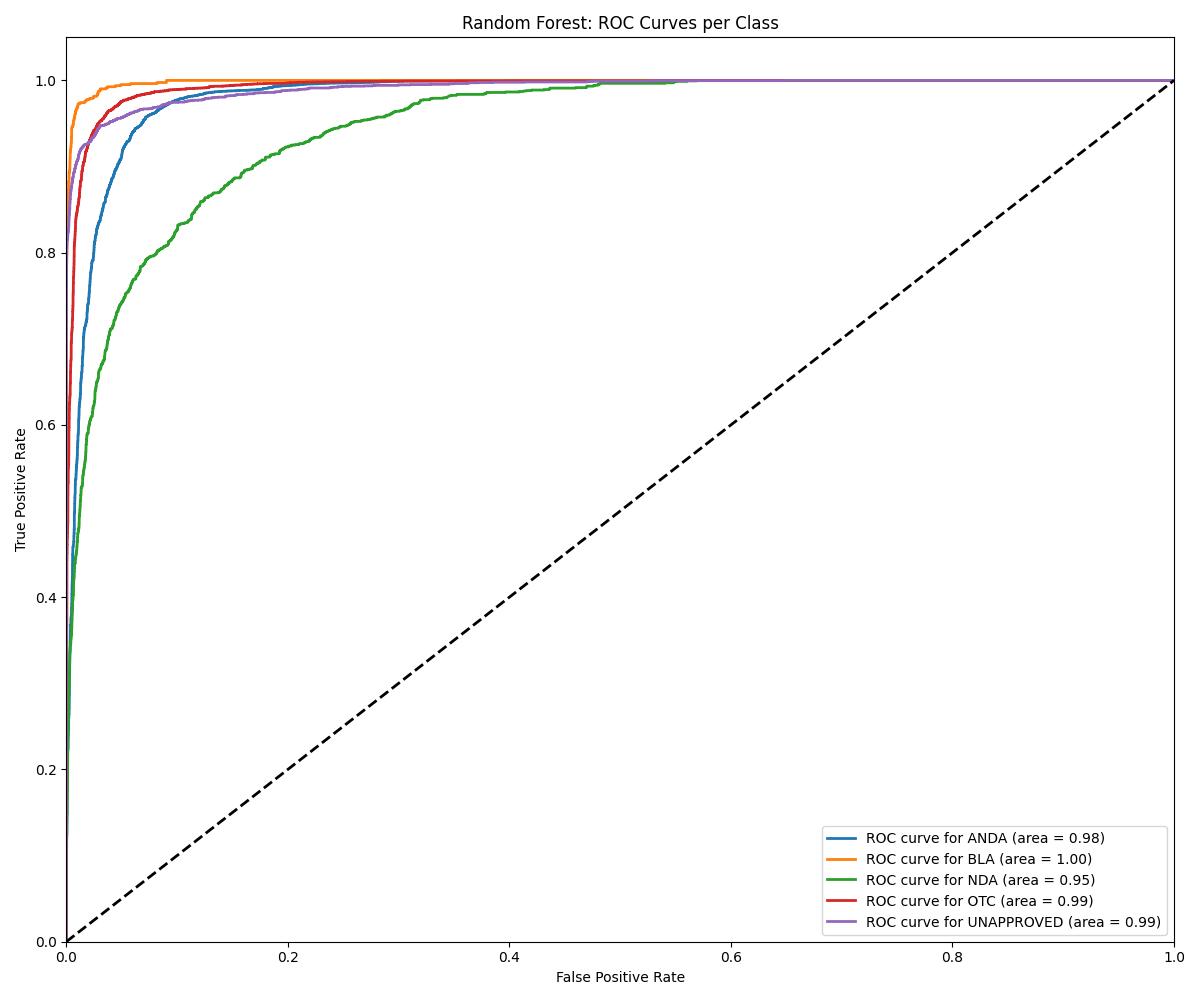 Random Forest: ROC Curves per Class
1.0
0.8
0.6
0.4
0.2
0.0
True Positive Rate
0.0 0.2 0.4 0.6 0.8 1.0
False Positive Rate
ROC curve for ANDA (area = 0.98)
ROC curve for BLA (area = 1.00)
ROC curve for NDA (area = 0.95)
ROC curve for OTC (area = 0.99)
ROC curve for UNAPPROVED (area = 0.99)